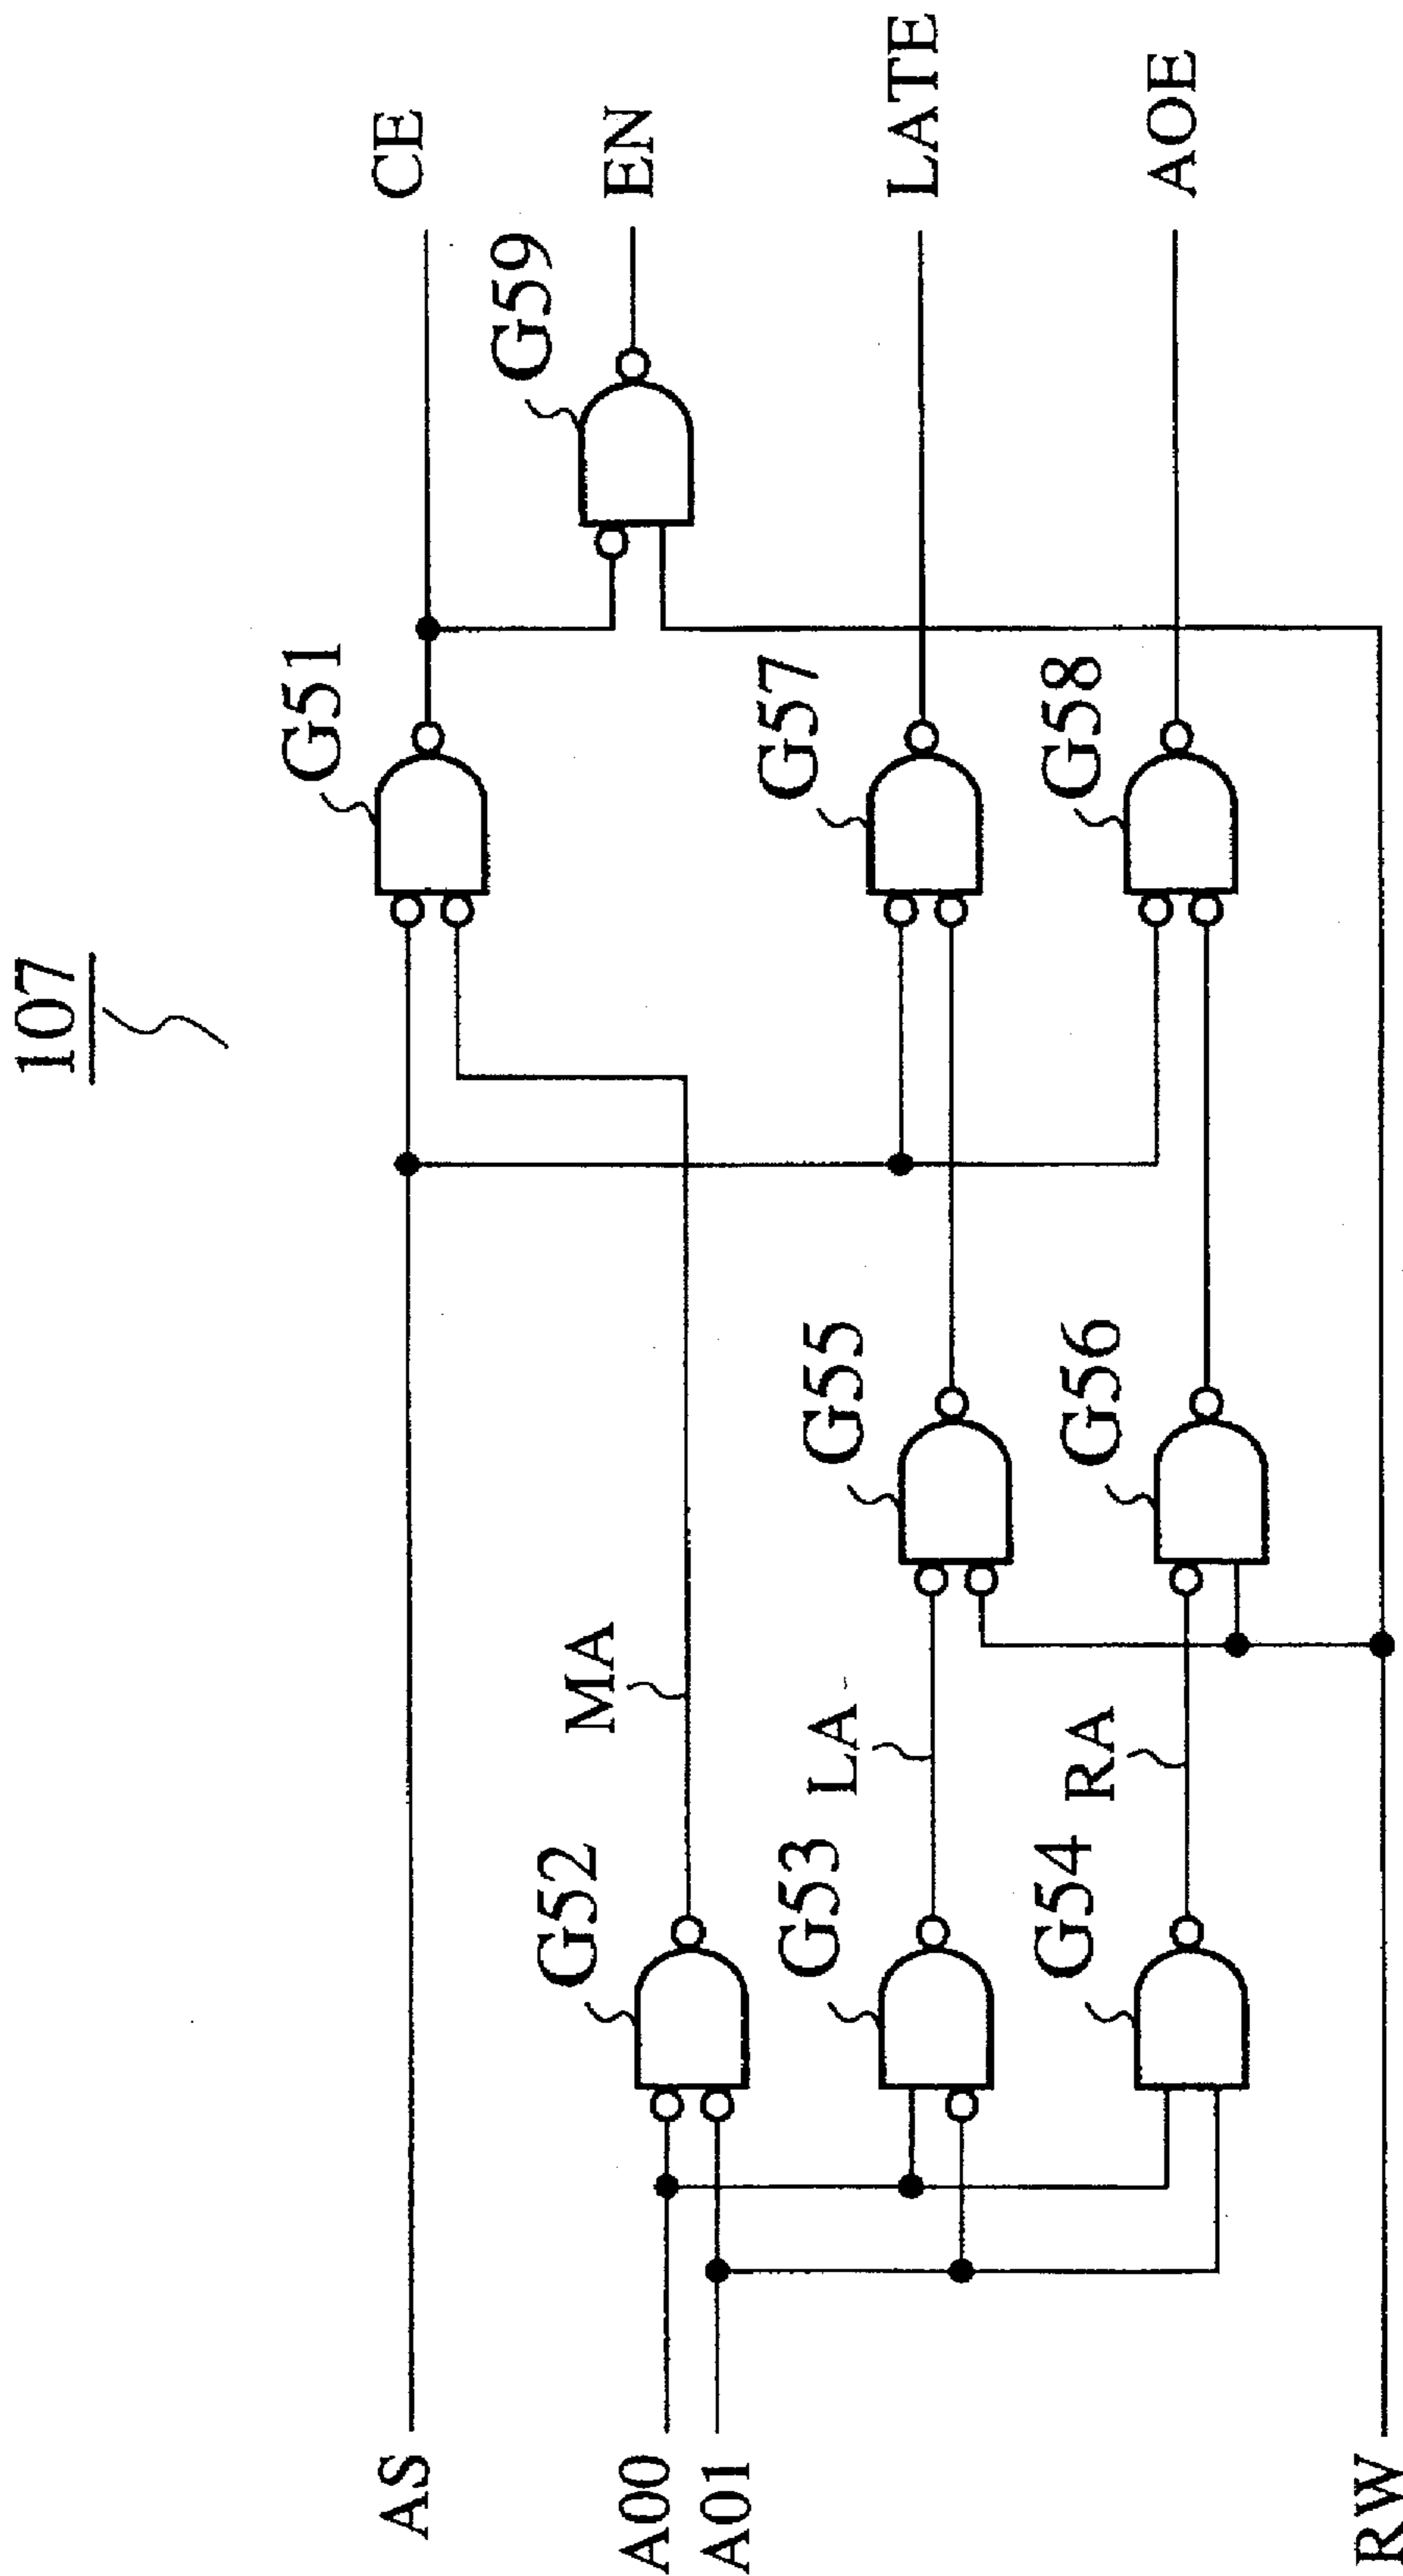 107
AS
A00
A01
RW
G52
G53
G54
MA
LA
RA
G55
G56
G51
G57
G58
G59
CE
EN
LATE
AOE